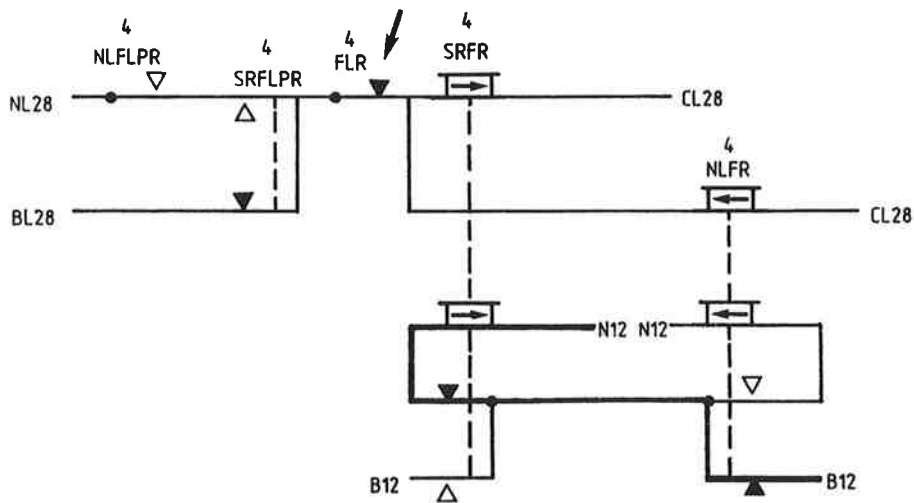 4
NLFLPR
4
SRFLPR
4
FLR
4
SRFR
NL28
CL28
4
NLFR
BL28
CL28
N12 N12
B12
B12